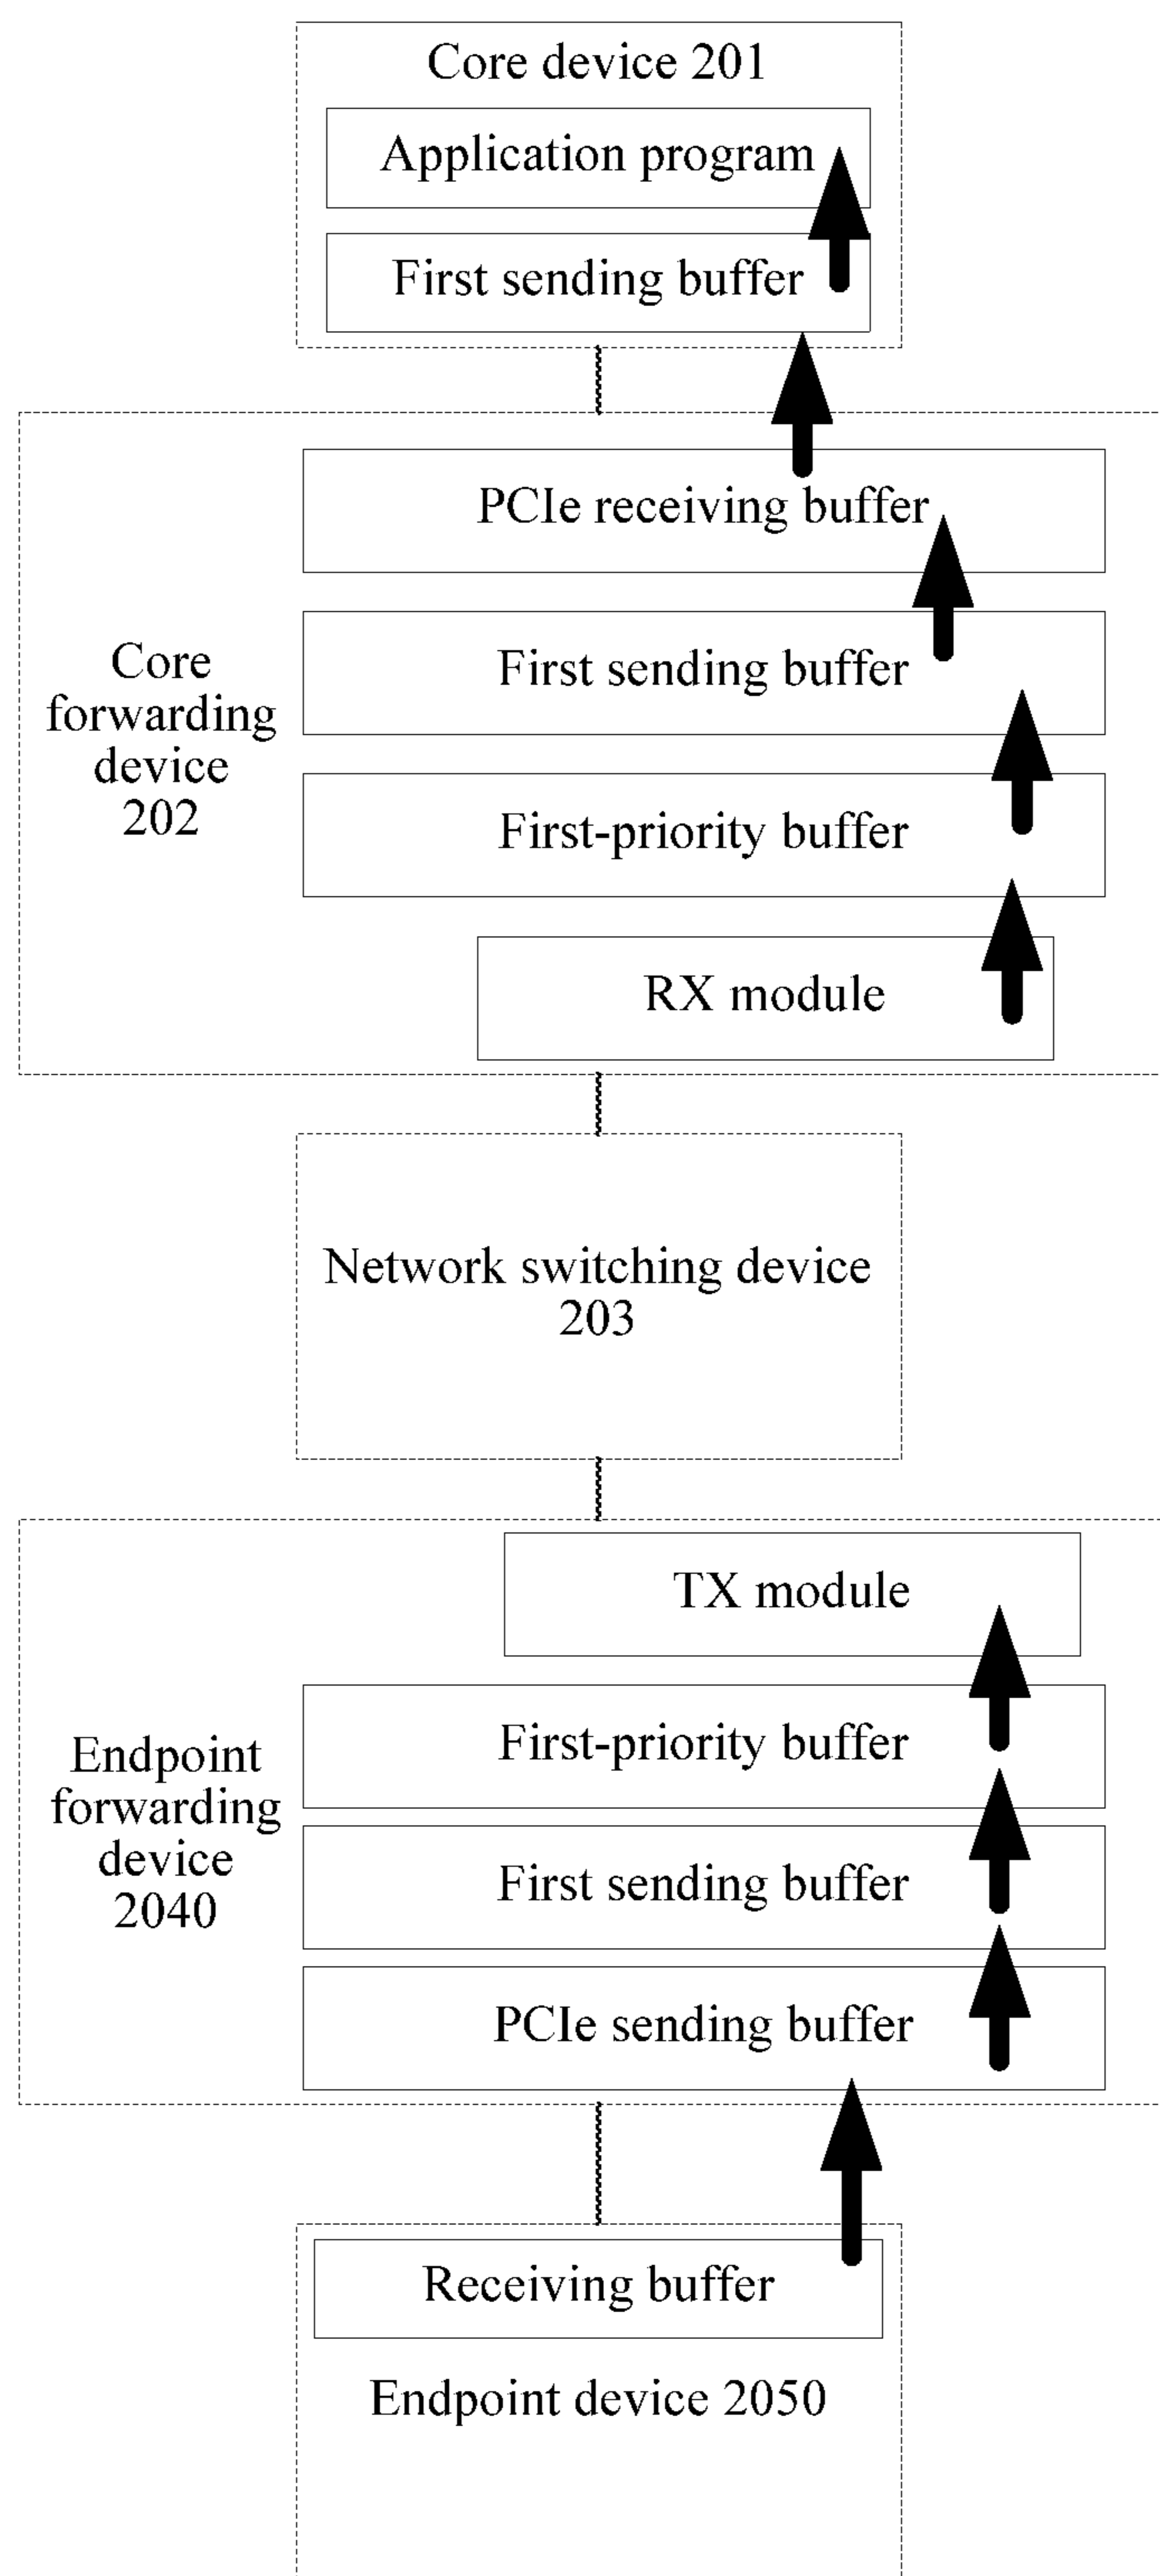 Core device 201
Application program
First sending buffer
PCIe receiving buffer
First sending buffer
Core
forwarding
device
202
First-priority buffer
RX module
Network switching device
203
TX module
First-priority buffer
Endpoint
forwarding
device
2040
First sending buffer
PCIe sending buffer
Receiving buffer
Endpoint device 2050